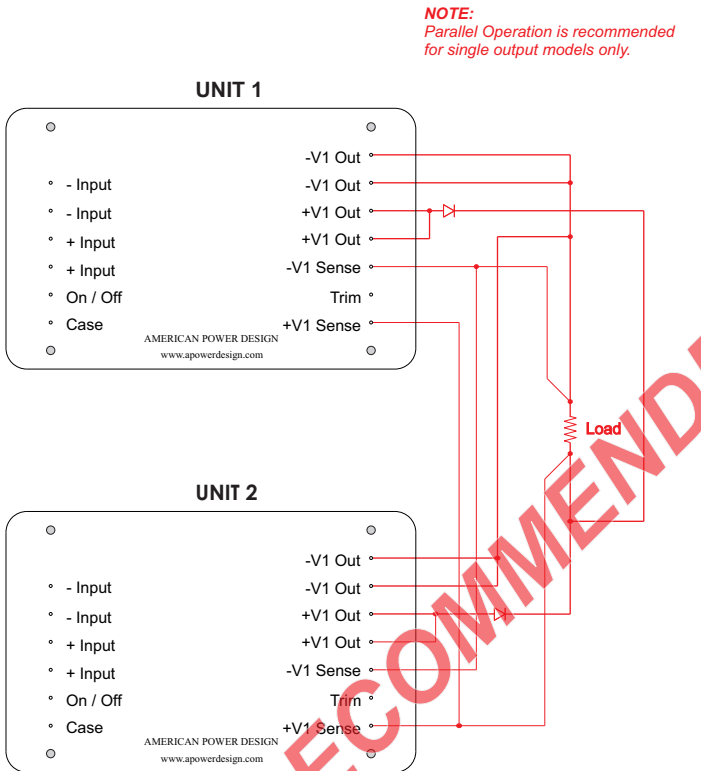 NOTE:
Parallel Operation is recommended
for single output models only.
UNIT 1
-V1 Out
- Input
-V1 Out
- Input
+V1 Out
+ Input
+V1 Out
+ Input
-V1 Sense
On / Off
Trim
Case
+V1 Sense
AMERICAN POWER DESIGN
www.apowerdesign.com
Load
UNIT 2
-V1 Out
- Input
-V1 Out
- Input
+V1 Out
+ Input
+V1 Out
+ Input
-V1 Sense
On / Off
Trim
Case
+V1 Sense
AMERICAN POWER DESIGN
www.apowerdesign.com
ECOMMEND